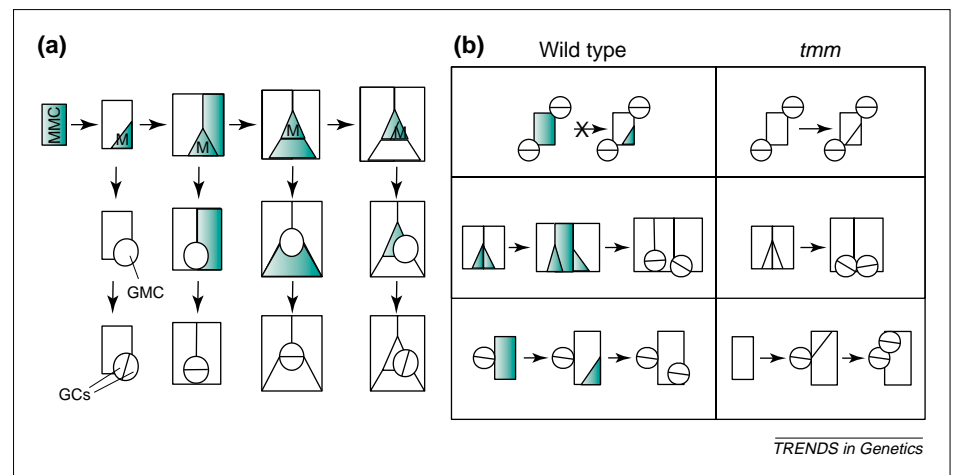 (a)
MMC
M
M
M
M
GMC
GCs
(b)
Wild type
tmm
X
TRENDS in Genetics